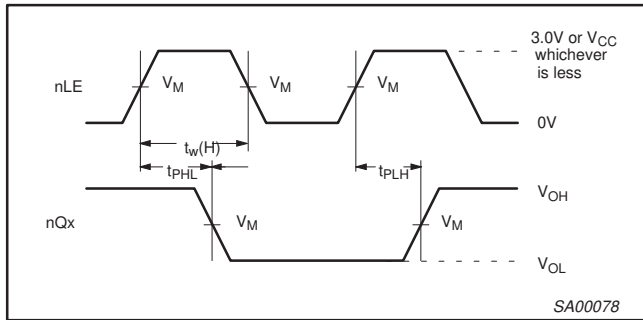 3.0V or VCC
whichever
is less
nLE
VM
VM
VM
0V
tw(H)
tPHL
tPLH
VOH
nQx
VM
VM
VOL
SA00078